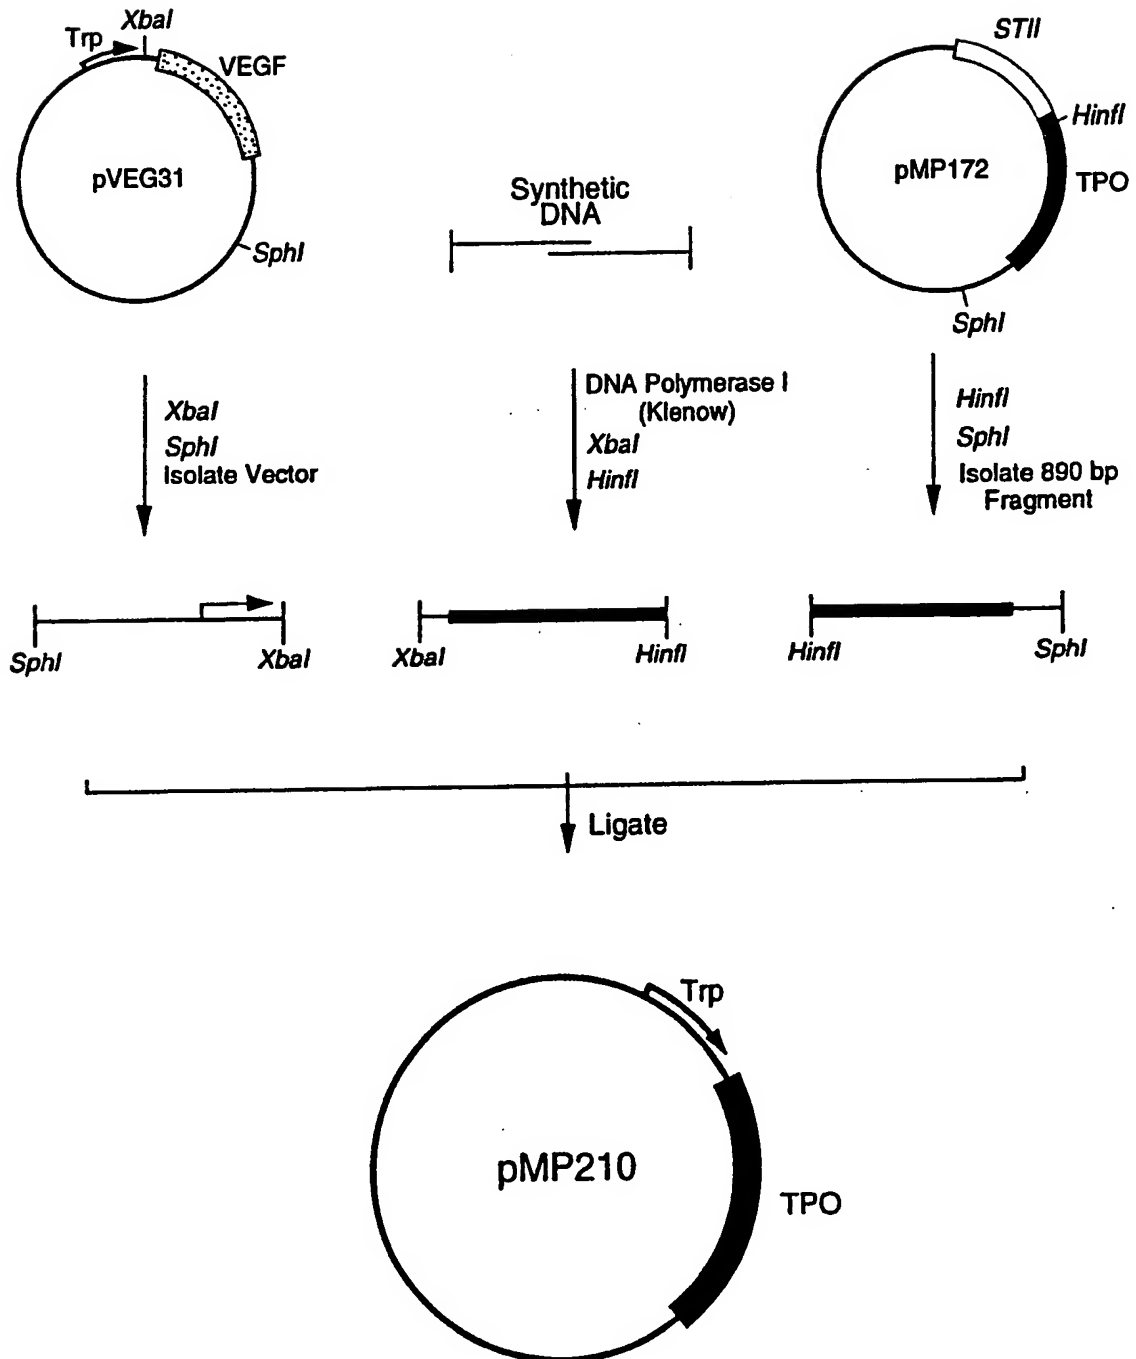 XbaI
Trp
VEGF
pVEG31
SphI
Synthetic
DNA
STII
HinfI
pMP172
TPO
SphI
XbaI
SphI
Isolate Vector
DNA Polymerase I
(Klenow)
XbaI
HinfI
HinfI
SphI
Isolate 890 bp
Fragment
SphI
XbaI
XbaI
HinfI
HinfI
SphI
Ligate
Trp
pMP210
TPO